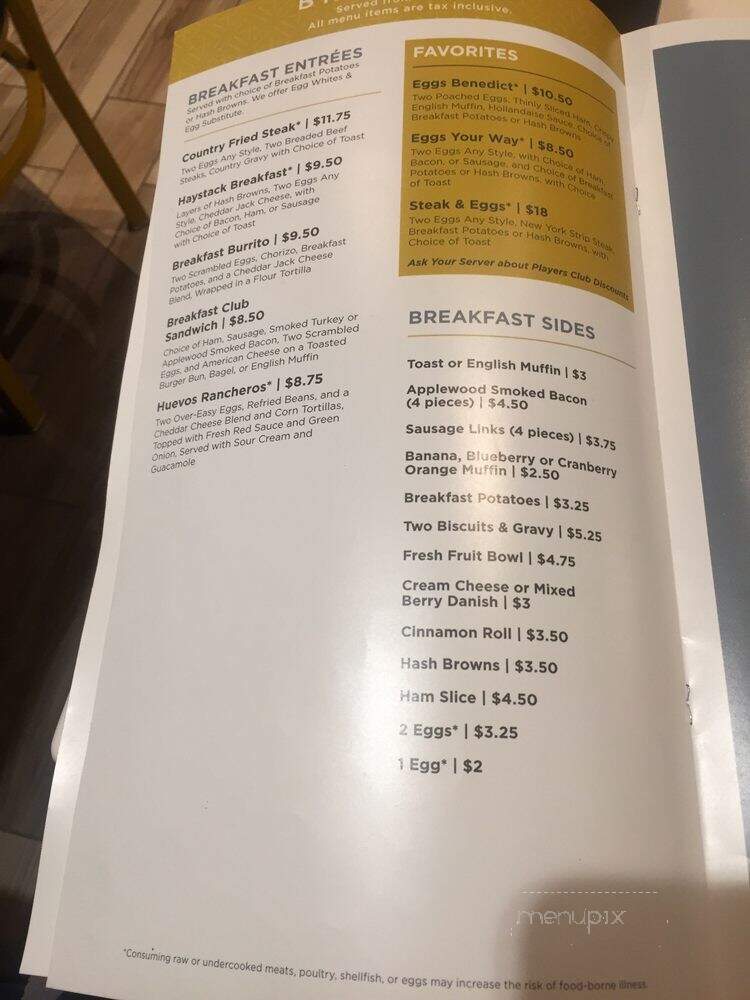 Served from
All menu items are tax inclusive.
BREAKFAST ENTRÉES
Served with choice of Breakfast Potatoes
or Hash Browns. We offer Egg Whites &
Egg Substitute.
Country Fried Steak* | $11.75
Two Eggs Any Style, Two Breaded Beef
Steaks, Country Gravy with Choice of Toast
Haystack Breakfast* | $9.50
Layers of Hash Browns, Two Eggs Any
Style, Cheddar Jack Cheese, with
Choice of Bacon, Ham, or Sausage
with Choice of Toast
Breakfast Burrito | $9.50
Two Scrambled Eggs, Chorizo, Breakfast
Potatoes, and a Cheddar Jack Cheese
Blend, Wrapped in a Flour Tortilla
Breakfast Club
Sandwich | $8.50
Choice of Ham, Sausage, Smoked Turkey or
Applewood Smoked Bacon, Two Scrambled
Eggs, and American Cheese on a Toasted
Burger Bun, Bagel, or English Muffin
Huevos Rancheros* | $8.75
Two Over-Easy Eggs, Refried Beans, and a
Cheddar Cheese Blend and Corn Tortillas,
Topped with Fresh Red Sauce and Green
Onion, Served with Sour Cream and
Guacamole
FAVORITES
Eggs Benedict* | $10.50
Two Poached Eggs, Thinly Sliced Ham, Crispy
English Muffin, Hollandaise Sauce, Choice of
Breakfast Potatoes or Hash Browns
Eggs Your Way* | $8.50
Two Eggs Any Style, with Choice of Ham,
Bacon, or Sausage, and Choice of Breakfast
Potatoes or Hash Browns, with Choice
of Toast
Steak & Eggs* | $18
Two Eggs Any Style, New York Strip Steak,
Breakfast Potatoes or Hash Browns, with
Choice of Toast
Ask Your Server about Players Club Discounts
BREAKFAST SIDES
Toast or English Muffin | $3
Applewood Smoked Bacon
(4 pieces) | $4.50
Sausage Links (4 pieces) | $3.75
Banana, Blueberry or Cranberry
Orange Muffin | $2.50
Breakfast Potatoes | $3.25
Two Biscuits & Gravy | $5.25
Fresh Fruit Bowl | $4.75
Cream Cheese or Mixed
Berry Danish | $3
Cinnamon Roll | $3.50
Hash Browns | $3.50
Ham Slice | $4.50
2 Eggs* | $3.25
1 Egg* | $2
menupix
*Consuming raw or undercooked meats, poultry, shellfish, or eggs may increase the risk of food-borne illness.